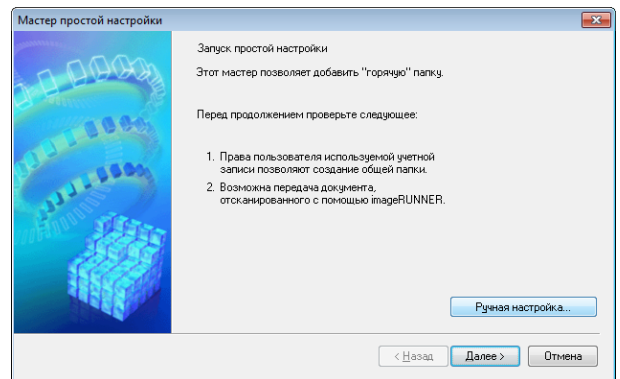 Мастер простой настройки
Запуск простой настройки
Этот мастер позволяет добавить "горячую" папку.
Перед продолжением проверьте следующее:
1. Права пользователя используемой учетной
записи позволяют создание общей папки.
2. Возможна передача документа,
отсканированного с помощью imageRUNNER.
Ручная настройка...
< Назад
Далее >
Отмена